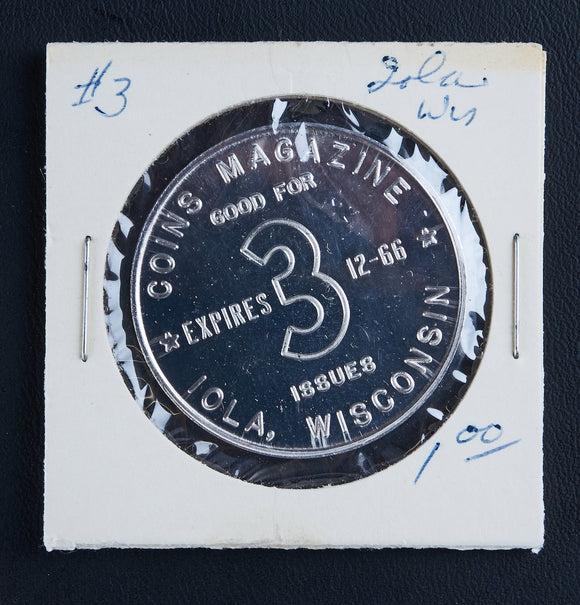 #3
Iola
Wis
COINS MAGAZINE
GOOD FOR
3
EXPIRES 12-66
ISSUES
IOLA, WISCONSIN
1.00